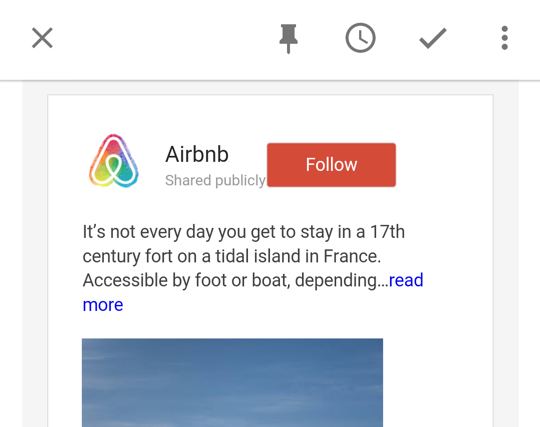 Airbnb
Follow
Shared publicly
It’s not every day you get to stay in a 17th
century fort on a tidal island in France.
Accessible by foot or boat, depending...read
more